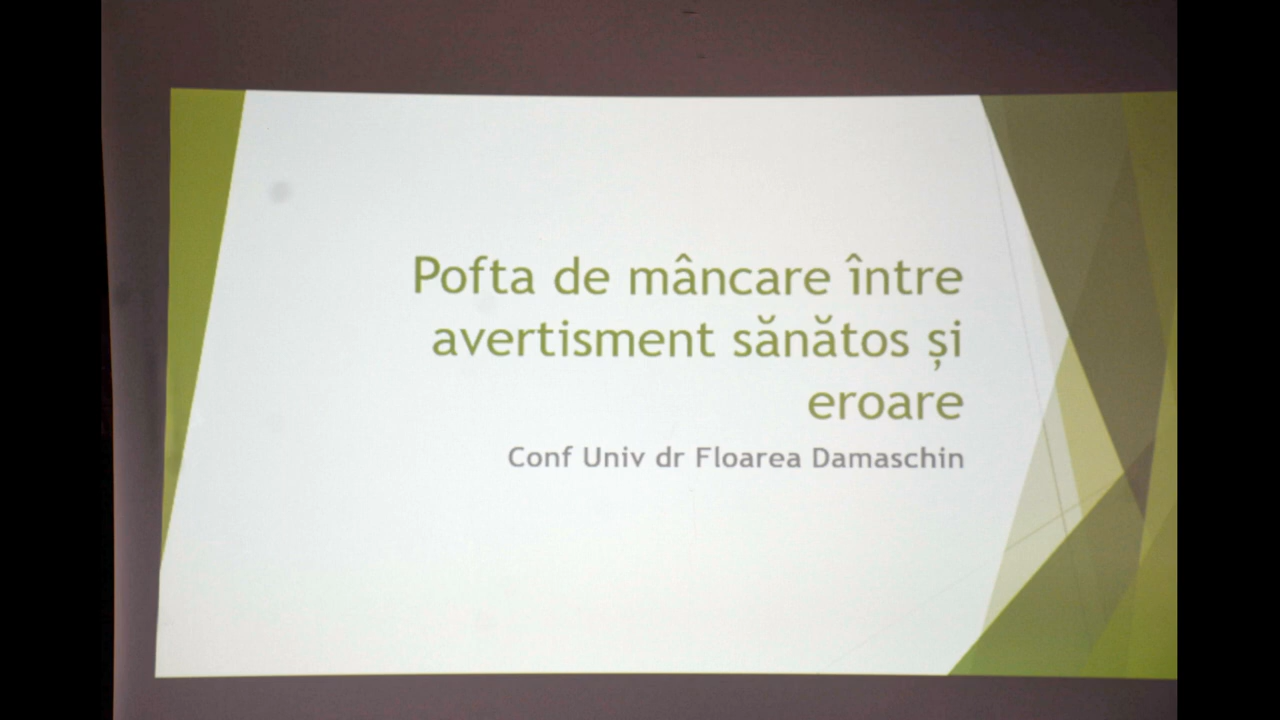 Pofta de mâncare între
avertisment sănătos și
eroare
Conf Univ dr Floarea Damaschin